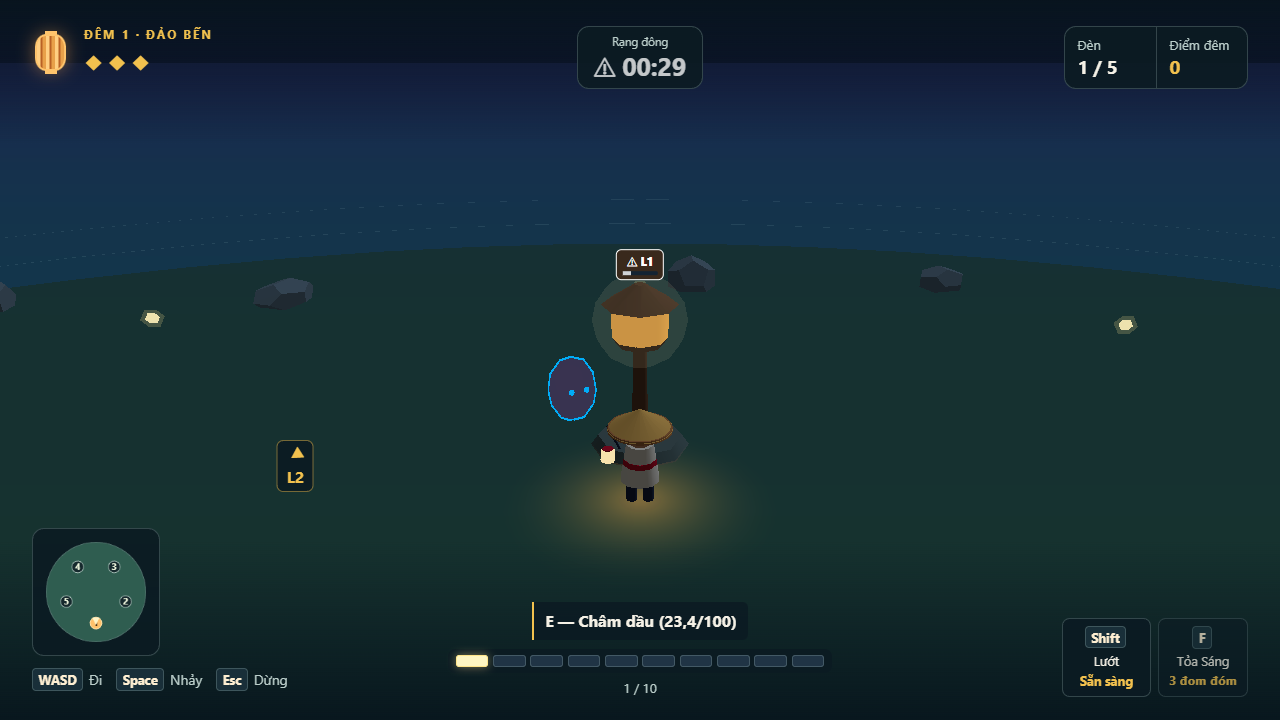 ĐÊM 1 · ĐẢO BẾN
Rạng đông
⚠ 00:29
Đèn
1 / 5
Điểm đêm
0
⚠ L1
L2
4
3
5
2
E — Châm dầu (23,4/100)
1 / 10
WASD Đi Space Nhảy Esc Dừng
Shift
Lướt
Sẵn sàng
F
Tỏa Sáng
3 đom đóm